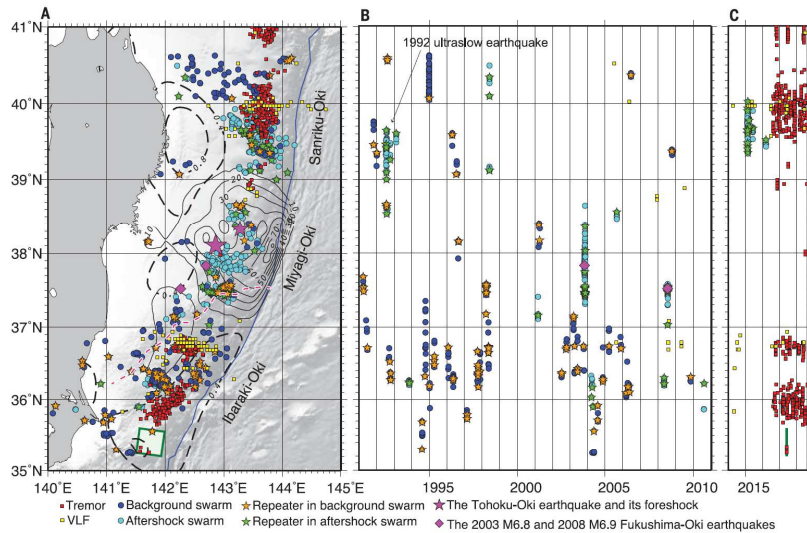 A
B
C
41°N
40°N
39°N
38°N
37°N
36°N
35°N
140°E
141°E
142°E
143°E
144°E
145°E
Sanriku-Oki
Miyagi-Oki
Ibaraki-Oki
1992 ultraslow earthquake
1995
2000
2005
2010
2015
Tremor
Background swarm
Repeater in background swarm
The Tohoku-Oki earthquake and its foreshock
VLF
Aftershock swarm
Repeater in aftershock swarm
The 2003 M6.8 and 2008 M6.9 Fukushima-Oki earthquakes